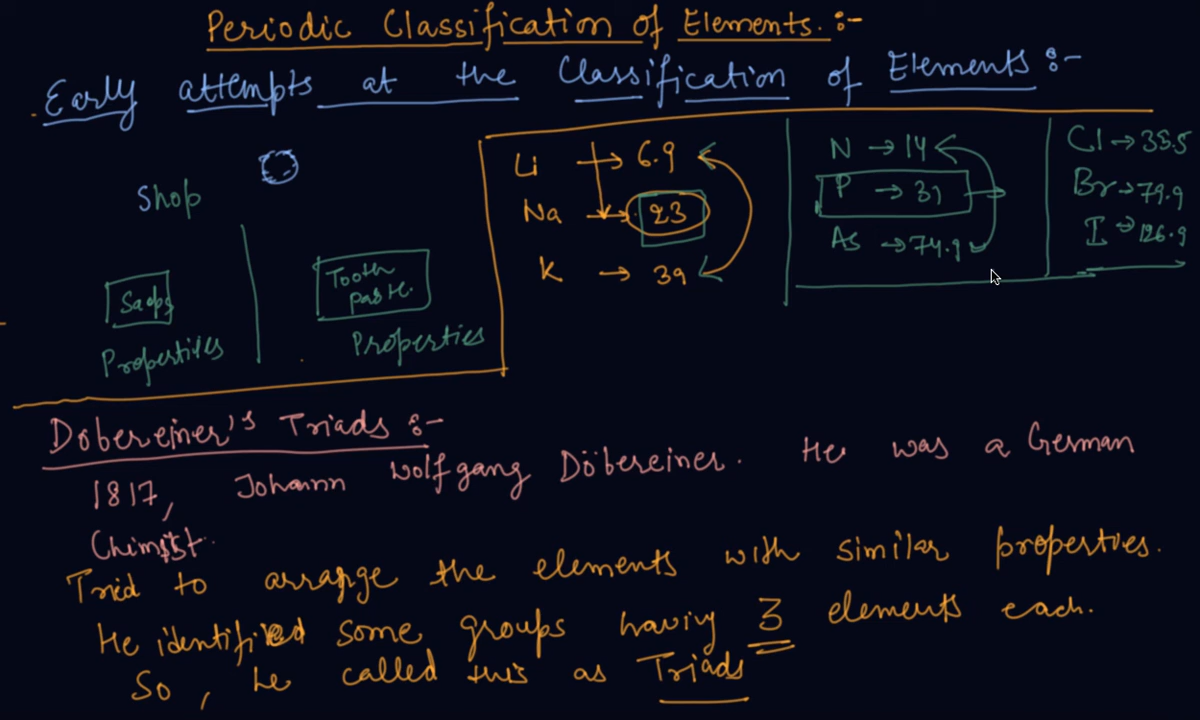 Periodic Classification of Elements :-
Early attempts at the Classification of Elements :-
Shop
Soaps
Properties
Tooth
paste
Properties
Li → 6.9
Na → 23
K → 39
N → 14
P → 31
As → 74.9
Cl → 35.5
Br → 79.9
I → 126.9
Dobereiner's Triads :-
1817, Johann Wolfgang Döbereiner. He was a German
Chimist.
Tried to arrange the elements with similar properties.
He identified some groups having 3 elements each.
So, he called this as Triads